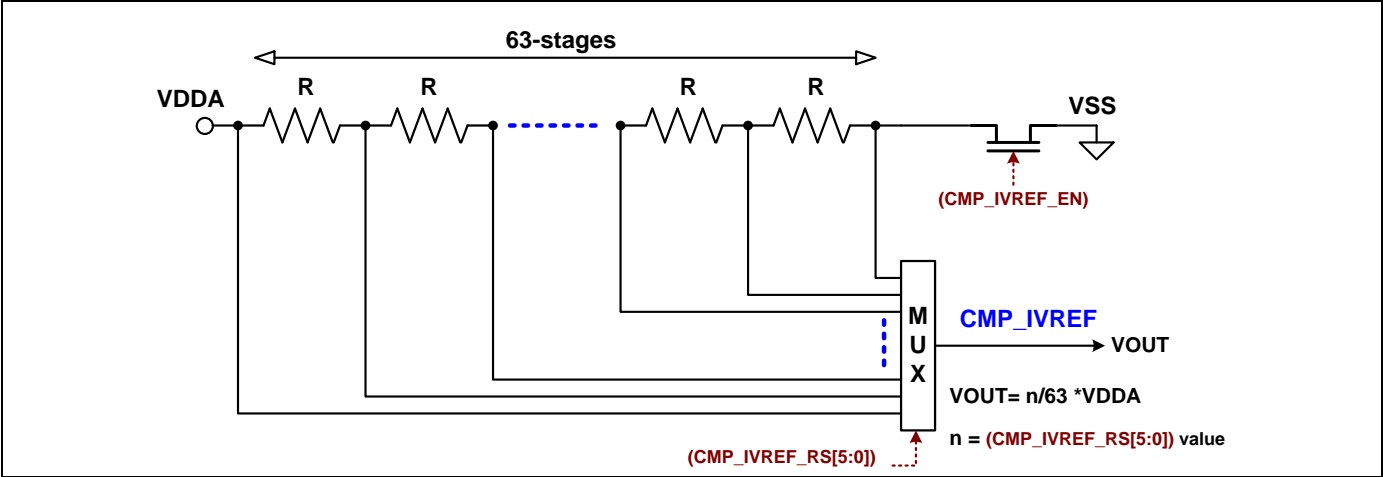 63-stages
R
R
R
R
VDDA
VSS
(CMP_IVREF_EN)
M
U
X
CMP_IVREF
VOUT
VOUT= n/63 *VDDA
n = (CMP_IVREF_RS[5:0]) value
(CMP_IVREF_RS[5:0])